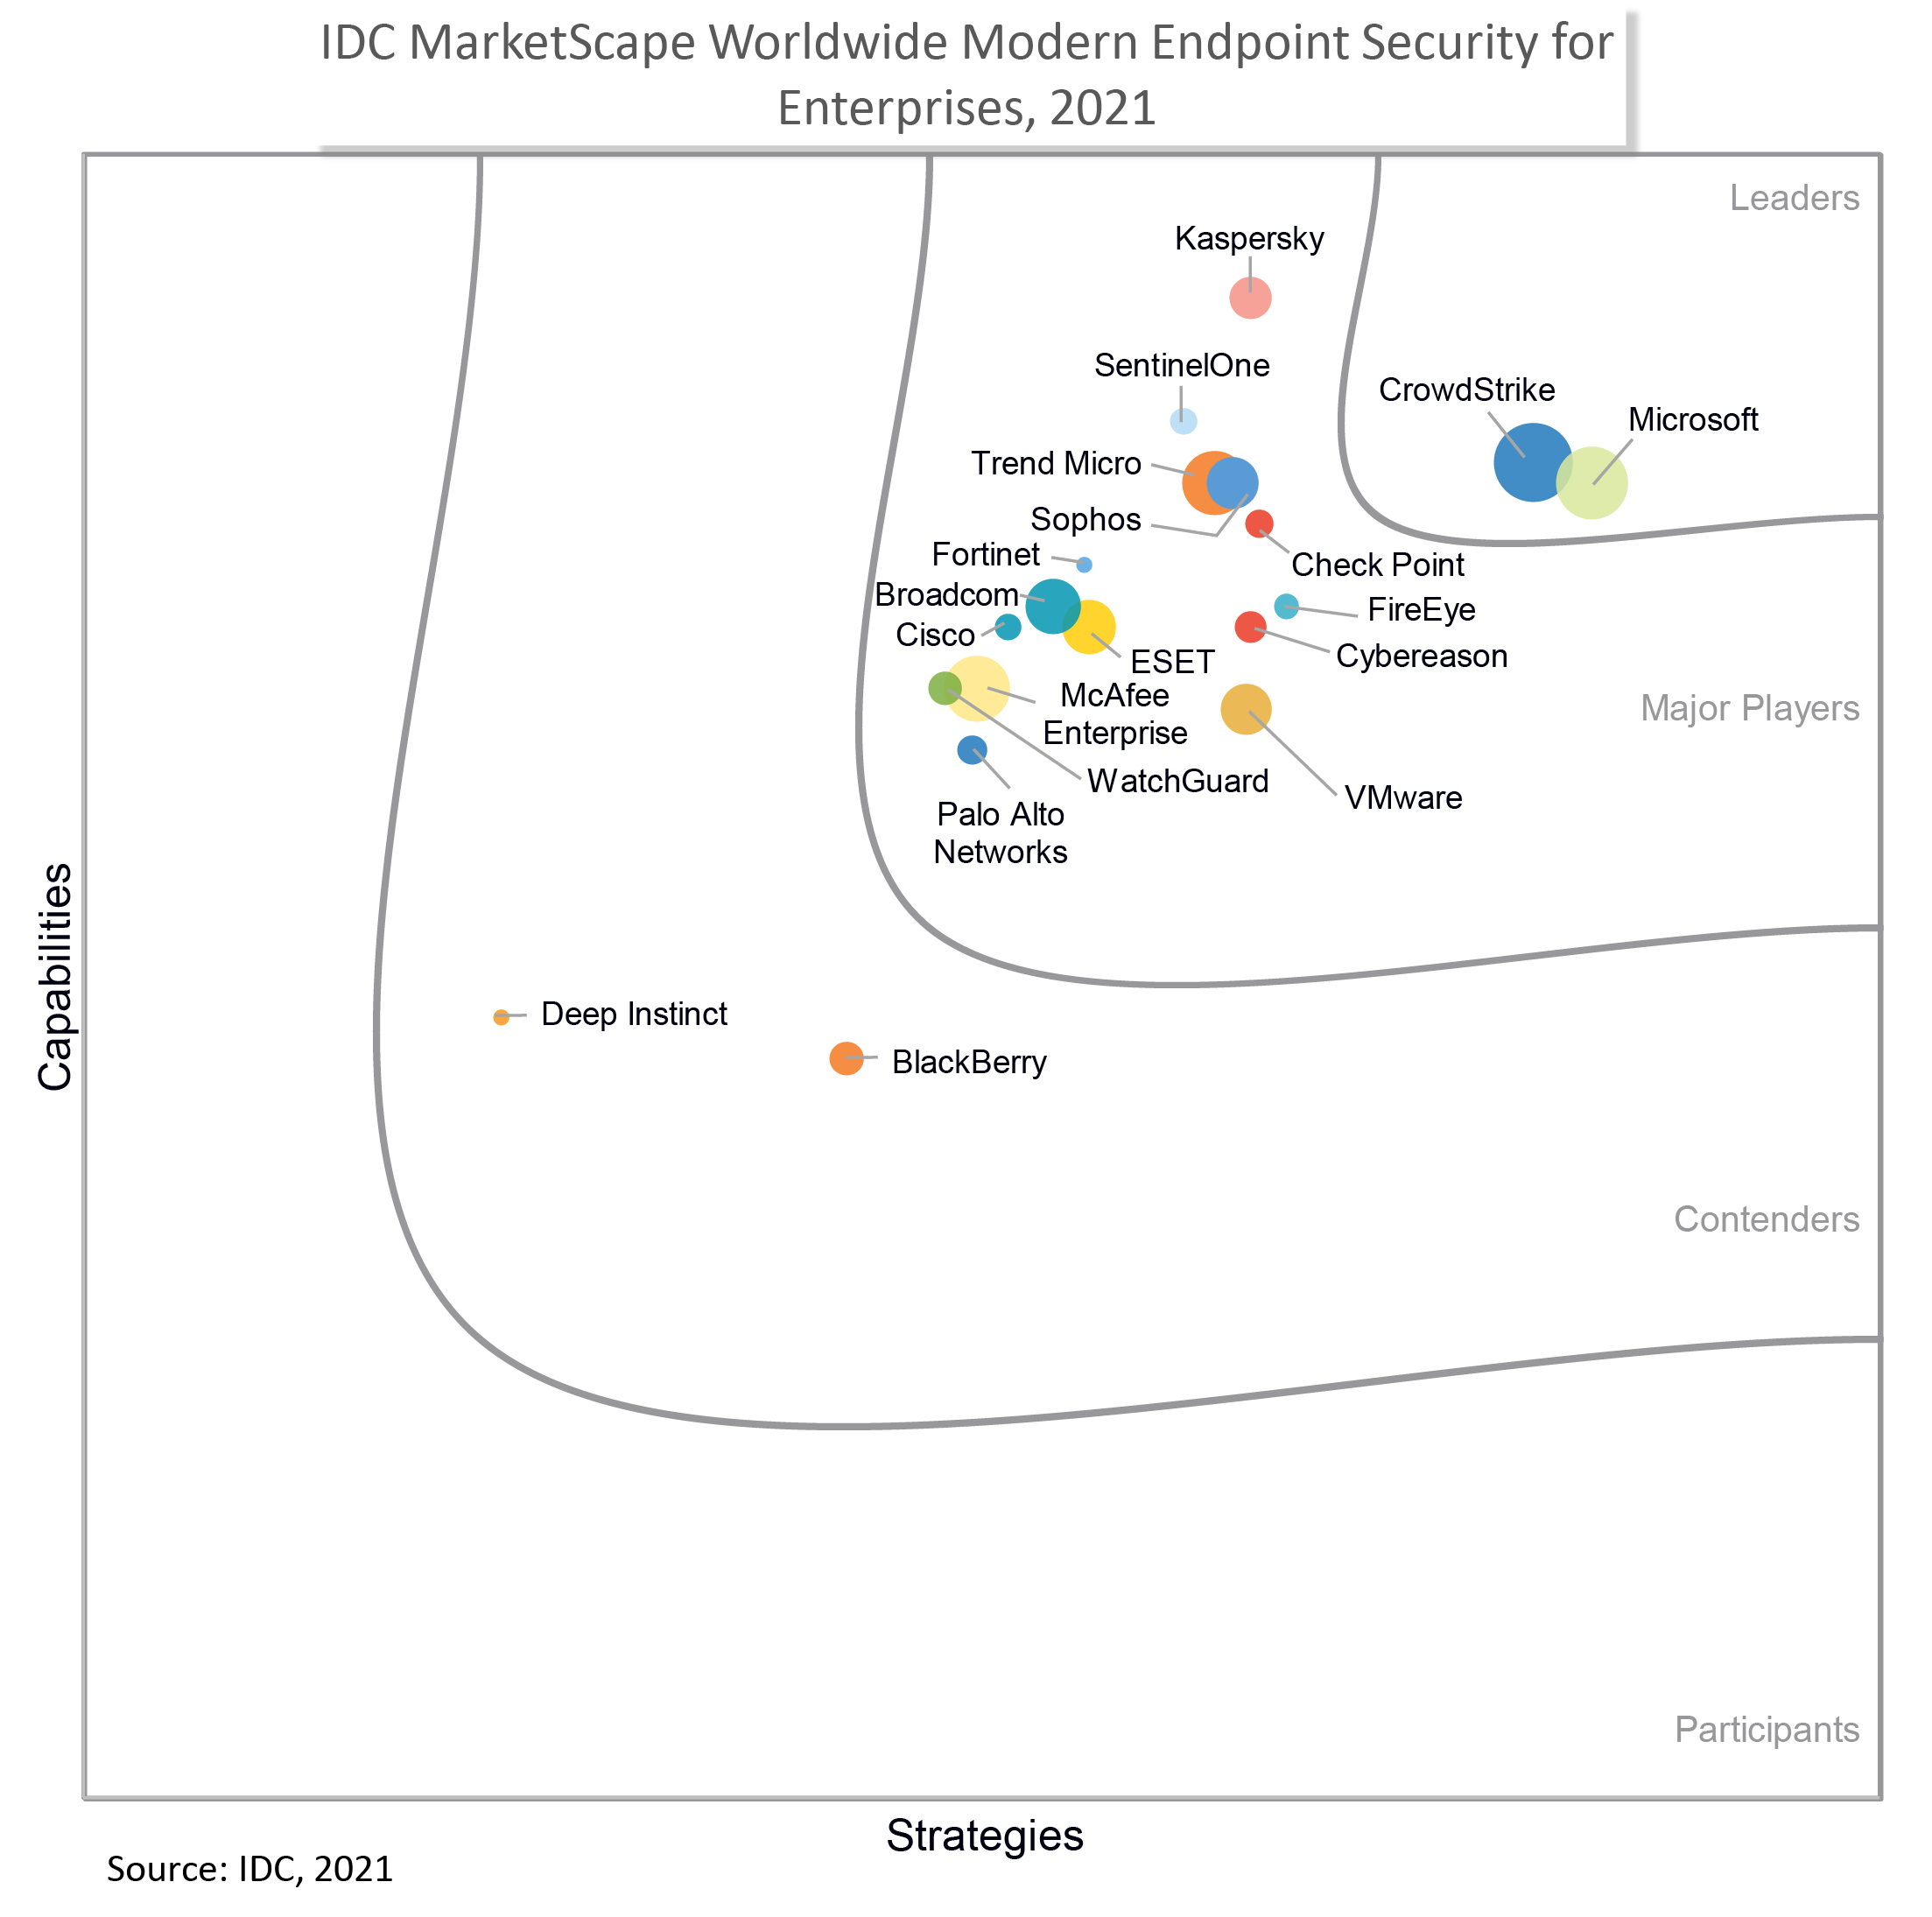 IDC MarketScape Worldwide Modern Endpoint Security for
Enterprises, 2021
Leaders
Kaspersky
SentinelOne
CrowdStrike
Microsoft
Trend Micro
Sophos
Fortinet
Check Point
Broadcom
FireEye
Cisco
Cybereason
ESET
McAfee
Enterprise
Major Players
WatchGuard
VMware
Palo Alto
Networks
Capabilities
Deep Instinct
BlackBerry
Contenders
Participants
Strategies
Source: IDC, 2021